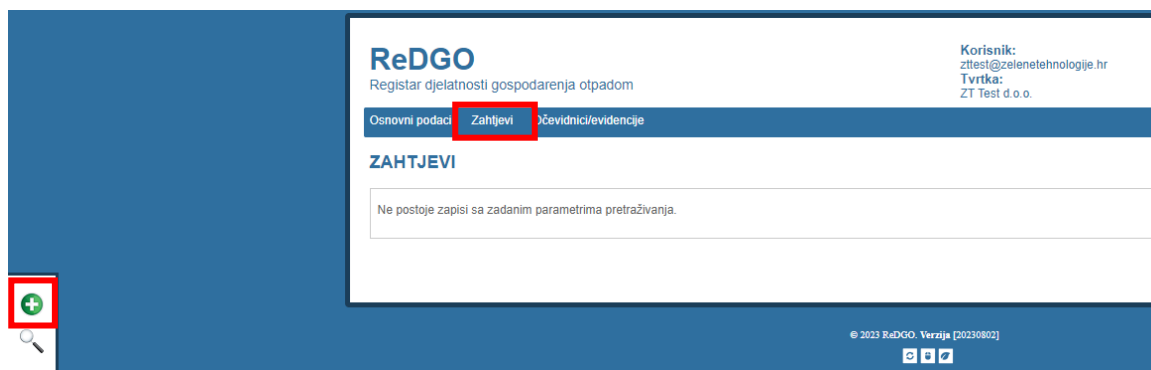 ReDGO
Registar djelatnosti gospodarenja otpadom
Korisnik:
zttest@zelenetehnologije.hr
Tvrtka:
ZT Test d.o.o.
Osnovni podaci Zahtjevi Očevidnici/evidencije
ZAHTJEVI
Ne postoje zapisi sa zadanim parametrima pretraživanja.
© 2023 ReDGO. Verzija [20230802]